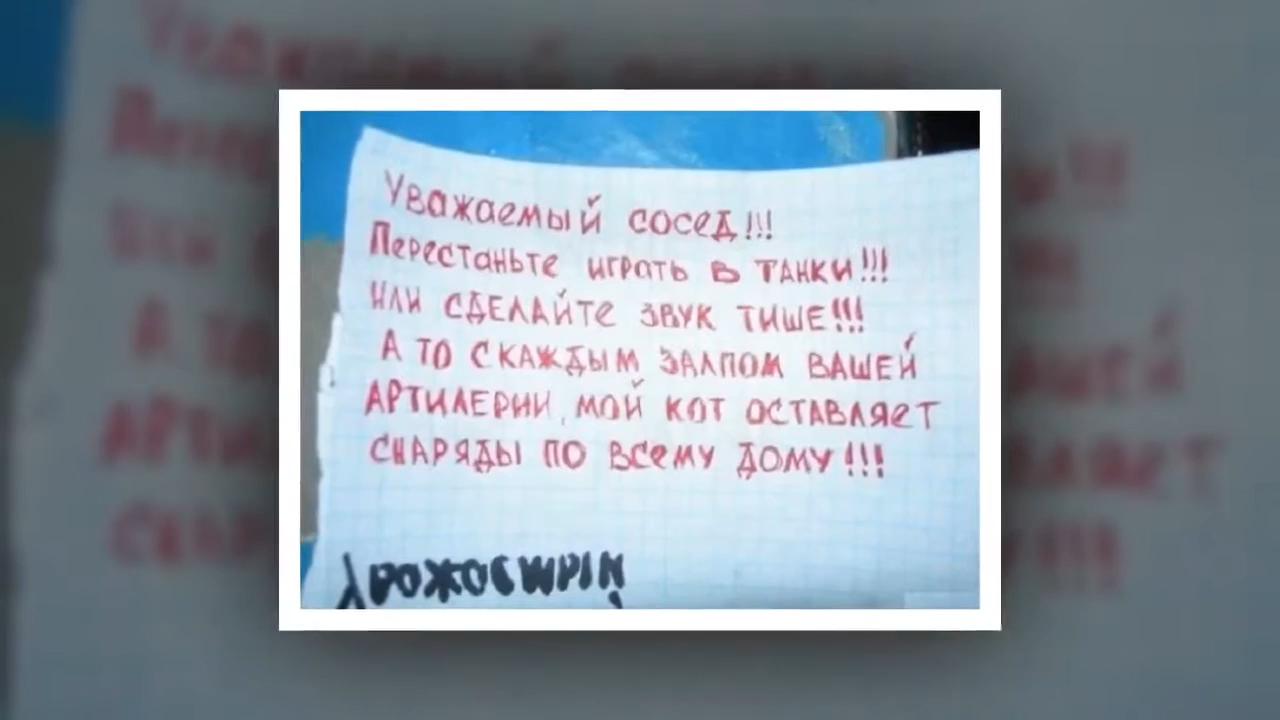 Уважаемый сосед!!!
Перестаньте играть в танки!!!
Или сделайте звук тише!!!
А то с каждым залпом вашей
артилерии, мой кот оставляет
снаряды по всему дому!!!